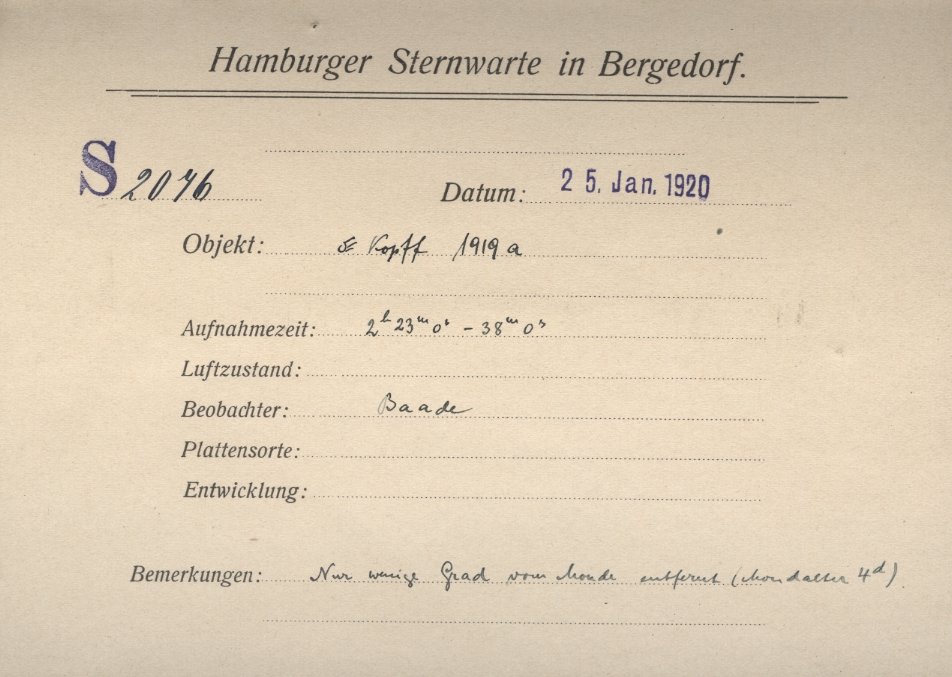 Hamburger Sternwarte in Bergedorf.
S 2076
Datum: 25. Jan. 1920
Objekt: Kopff 1919 a
Aufnahmezeit: 2h 23m 0s - 38m 0s
Luftzustand:
Beobachter: Baade
Plattensorte:
Entwicklung:
Bemerkungen: Nur wenige Grad vom Monde entfernt (Mondalter 4d)